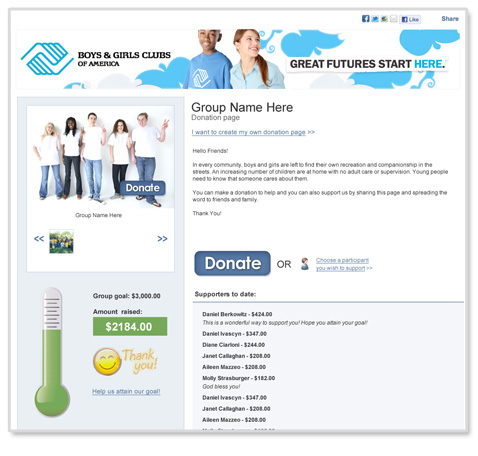 Like
Share
BOYS & GIRLS CLUBS
OF AMERICA
GREAT FUTURES START HERE.
Donate
Group Name Here
<< >>
Group goal: $3,000.00
Amount raised:
$2184.00
Thank you!
Help us attain our goal!
Group Name Here
Donation page
I want to create my own donation page >>
Hello Friends!
In every community, boys and girls are left to find their own recreation and companionship in the
streets. An increasing number of children are at home with no adult care or supervision. Young people
need to know that someone cares about them.
You can make a donation to help and you can also support us by sharing this page and spreading the
word to friends and family.
Thank You!
Donate OR Choose a participant
you wish to support >>
Supporters to date:
Daniel Berkowitz - $424.00
This is a wonderful way to support you! Hope you attain your goal!
Daniel Ivascyn - $347.00
Diane Ciarloni - $244.00
Janet Callaghan - $208.00
Aileen Mazzeo - $208.00
Molly Strasburger - $182.00
God bless you!
Daniel Ivascyn - $347.00
Janet Callaghan - $208.00
Aileen Mazzeo - $208.00